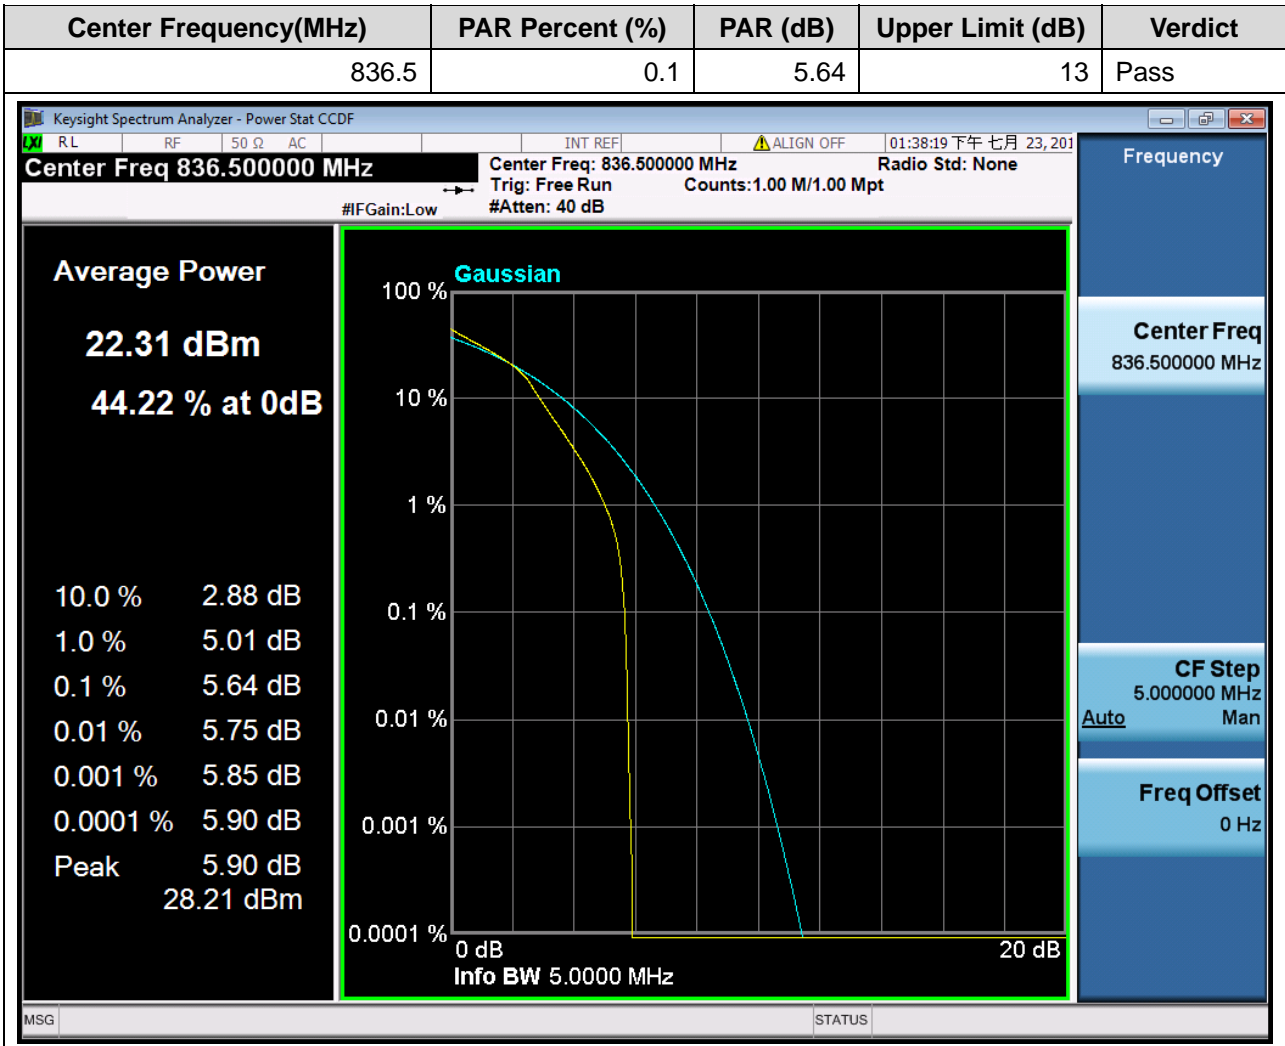 Center Frequency(MHz) PAR Percent (%) PAR (dB) Upper Limit (dB) Verdict
836.5 0.1 5.64 13 Pass
Keysight Spectrum Analyzer - Power Stat CCDF
LXI RL RF 50 Ω AC INT REF ALIGN OFF 01:38:19 下午 七月 23, 201
Center Freq 836.500000 MHz
Center Freq: 836.500000 MHz Radio Std: None
Trig: Free Run Counts:1.00 M/1.00 Mpt
#IFGain:Low #Atten: 40 dB
Average Power
22.31 dBm
44.22 % at 0dB
10.0 % 2.88 dB
1.0 % 5.01 dB
0.1 % 5.64 dB
0.01 % 5.75 dB
0.001 % 5.85 dB
0.0001 % 5.90 dB
Peak 5.90 dB
28.21 dBm
Gaussian
100 %
10 %
1 %
0.1 %
0.01 %
0.001 %
0.0001 %
0 dB 20 dB
Info BW 5.0000 MHz
Frequency
Center Freq
836.500000 MHz
CF Step
5.000000 MHz
Auto Man
Freq Offset
0 Hz
MSG STATUS